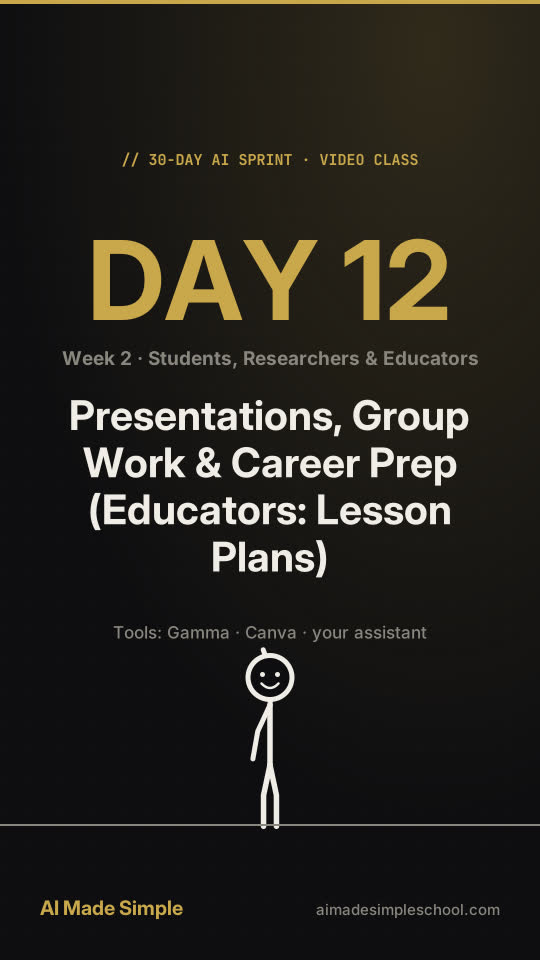 // 30-DAY AI SPRINT · VIDEO CLASS
DAY 12
Week 2 · Students, Researchers & Educators
Presentations, Group
Work & Career Prep
(Educators: Lesson
Plans)
Tools: Gamma · Canva · your assistant
AI Made Simple
aimadesimpleschool.com